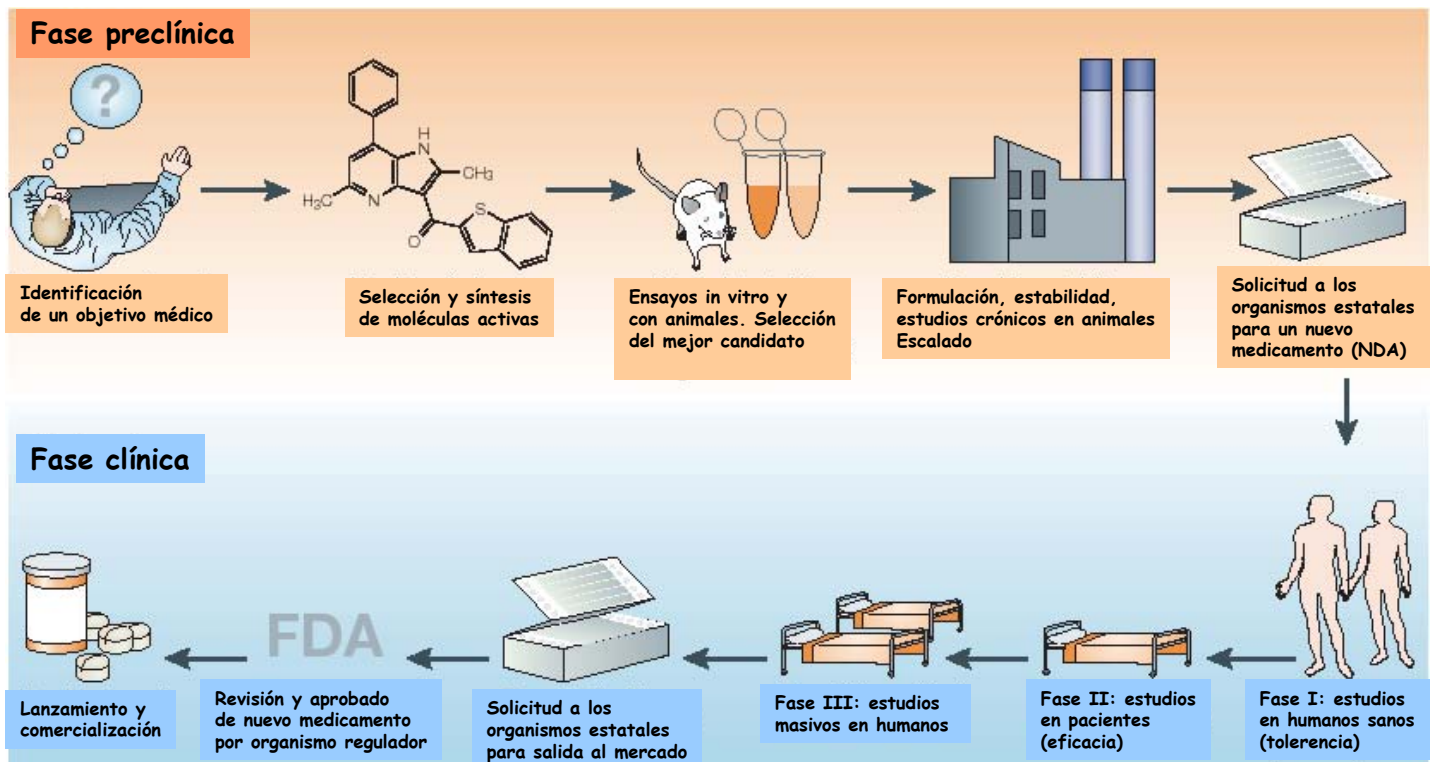 Fase preclínica
?
H
N
CH3
H3C
N
S
O
Identificación
de un objetivo médico
Selección y síntesis
de moléculas activas
Ensayos in vitro y
con animales. Selección
del mejor candidato
Formulación, estabilidad,
estudios crónicos en animales
Escalado
Solicitud a los
organismos estatales
para un nuevo
medicamento (NDA)
Fase clínica
FDA
Lanzamiento y
comercialización
Revisión y aprobado
de nuevo medicamento
por organismo regulador
Solicitud a los
organismos estatales
para salida al mercado
Fase III: estudios
masivos en humanos
Fase II: estudios
en pacientes
(eficacia)
Fase I: estudios
en humanos sanos
(tolerencia)